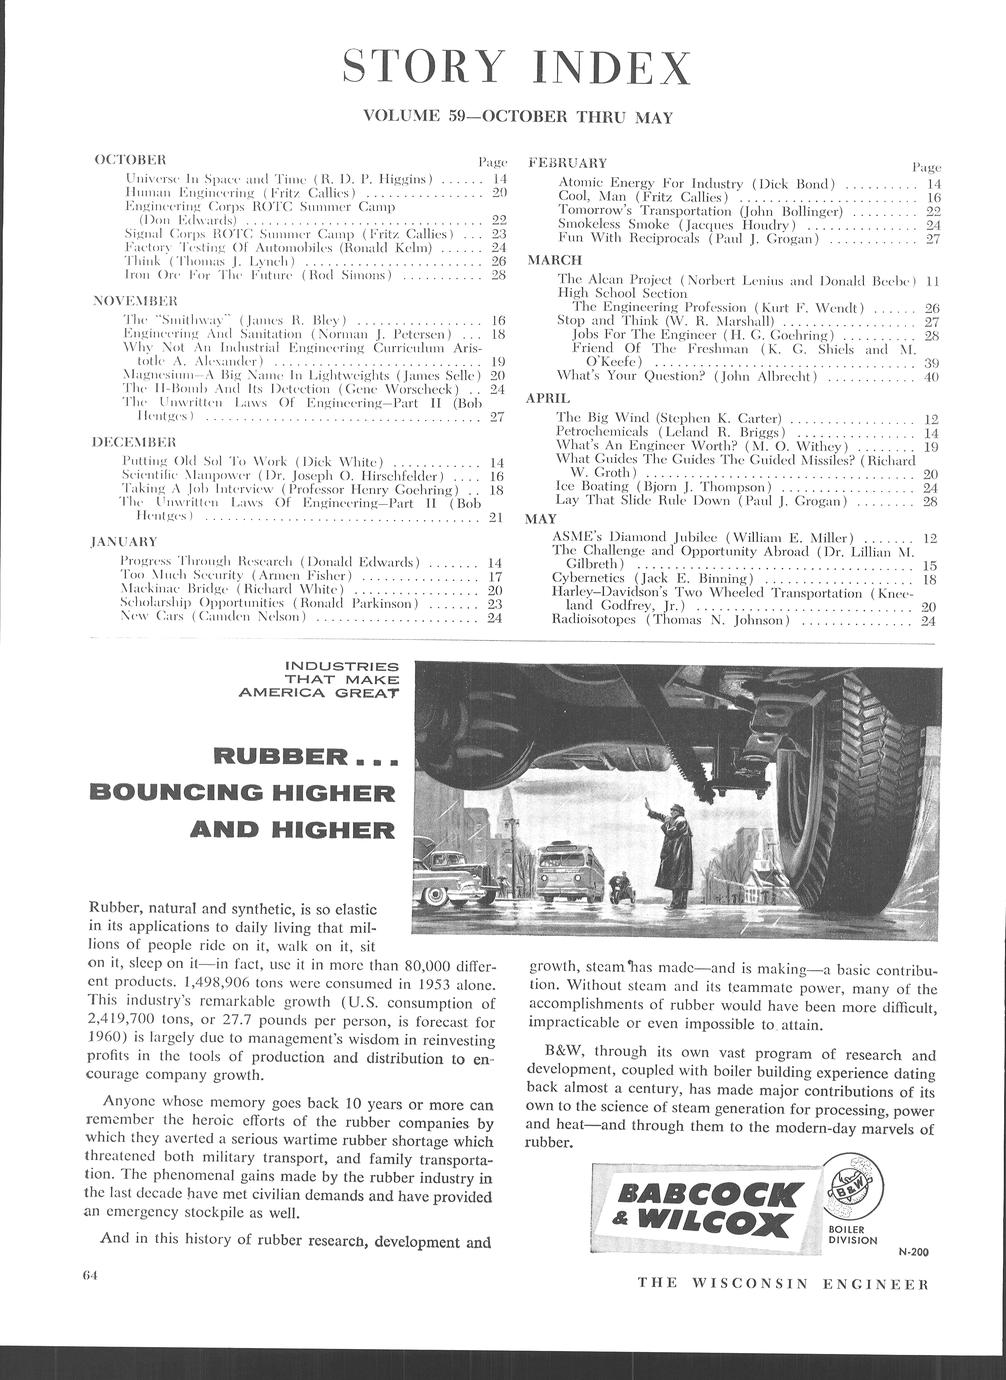 STORY INDEX
VOLUME 59—OCTOBER THRU MAY
OCTOBER Page
Universe In Space and Time (R. D. P. Higgins) ...... 14
Human Engineering (Fritz Callies) ................ 20
Engineering Corps ROTC Summer Camp
(Don Edwards) .................................. 22
Signal Corps ROTC Summer Camp (Fritz Callies) ... 23
Factory Testing Of Automobiles (Ronald Kelm) ...... 24
Think (Thomas J. Lynch) ........................ 26
Iron Ore For The Future (Rod Simons) ........... 28
NOVEMBER
The "Smithway" (James R. Bley) ................. 16
Engineering And Sanitation (Norman J. Petersen) ... 18
Why Not An Industrial Engineering Curriculum Aris-
totle A. Alexander) ............................. 19
Magnesium—A Big Name In Lightweights (James Selle) 20
The H-Bomb And Its Detection (Gene Worscheck) .. 24
The Unwritten Laws Of Engineering—Part II (Bob
Hentges) ..................................... 27
DECEMBER
Putting Old Sol To Work (Dick White) ............ 14
Scientific Manpower (Dr. Joseph O. Hirschfelder) .... 16
Taking A Job Interview (Professor Henry Goehring) .. 18
The Unwritten Laws Of Engineering—Part II (Bob
Hentges) ..................................... 21
JANUARY
Progress Through Research (Donald Edwards) ....... 14
Too Much Security (Armen Fisher) ................ 17
Mackinac Bridge (Richard White) ................. 20
Scholarship Opportunities (Ronald Parkinson) ....... 23
New Cars (Camden Nelson) ...................... 24
FEBRUARY Page
Atomic Energy For Industry (Dick Bond) .......... 14
Cool, Man (Fritz Callies) ........................ 16
Tomorrow's Transportation (John Bollinger) ......... 22
Smokeless Smoke (Jacques Houdry) ............... 24
Fun With Reciprocals (Paul J. Grogan) ............ 27
MARCH
The Alcan Project (Norbert Lenius and Donald Beebe) 11
High School Section
The Engineering Profession (Kurt F. Wendt) ...... 26
Stop and Think (W. R. Marshall) .................. 27
Jobs For The Engineer (H. G. Goehring) .......... 28
Friend Of The Freshman (K. G. Shiels and M.
O'Keefe) ................................... 39
What's Your Question? (John Albrecht) ............. 40
APRIL
The Big Wind (Stephen K. Carter) ................. 12
Petrochemicals (Leland R. Briggs) ................ 14
What's An Engineer Worth? (M. O. Withey) ........ 19
What Guides The Guides The Guided Missiles? (Richard
W. Groth) ..................................... 20
Ice Boating (Bjorn J. Thompson) .................. 24
Lay That Slide Rule Down (Paul J. Grogan) ........ 28
MAY
ASME's Diamond Jubilee (William E. Miller) ....... 12
The Challenge and Opportunity Abroad (Dr. Lillian M.
Gilbreth) ..................................... 15
Cybernetics (Jack E. Binning) .................... 18
Harley-Davidson's Two Wheeled Transportation (Knee-
land Godfrey, Jr.) ............................. 20
Radioisotopes (Thomas N. Johnson) ............... 24
INDUSTRIES
THAT MAKE
AMERICA GREAT
RUBBER...
BOUNCING HIGHER
AND HIGHER
Rubber, natural and synthetic, is so elastic
in its applications to daily living that mil-
lions of people ride on it, walk on it, sit
on it, sleep on it—in fact, use it in more than 80,000 differ-
ent products. 1,498,906 tons were consumed in 1953 alone.
This industry's remarkable growth (U.S. consumption of
2,419,700 tons, or 27.7 pounds per person, is forecast for
1960) is largely due to management's wisdom in reinvesting
profits in the tools of production and distribution to en-
courage company growth.
Anyone whose memory goes back 10 years or more can
remember the heroic efforts of the rubber companies by
which they averted a serious wartime rubber shortage which
threatened both military transport, and family transporta-
tion. The phenomenal gains made by the rubber industry in
the last decade have met civilian demands and have provided
an emergency stockpile as well.
And in this history of rubber research, development and
growth, steam has made—and is making—a basic contribu-
tion. Without steam and its teammate power, many of the
accomplishments of rubber would have been more difficult,
impracticable or even impossible to attain.
B&W, through its own vast program of research and
development, coupled with boiler building experience dating
back almost a century, has made major contributions of its
own to the science of steam generation for processing, power
and heat—and through them to the modern-day marvels of
rubber.
BABCOCK
& WILCOX
B&W
BOILER
DIVISION
N-200
64
THE WISCONSIN ENGINEER